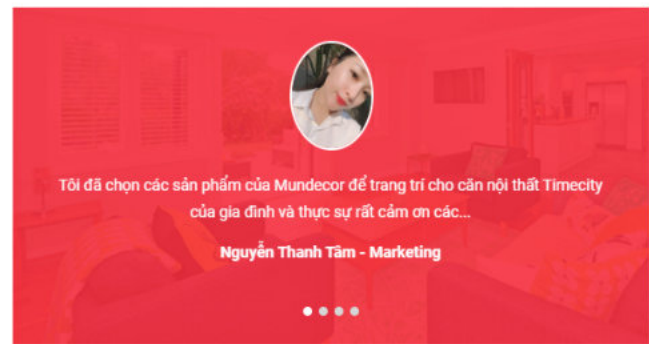 Tôi đã chọn các sản phẩm của Mundecor để trang trí cho căn nội thất Timecity
của gia đình và thực sự rất cảm ơn các...
Nguyễn Thanh Tâm - Marketing